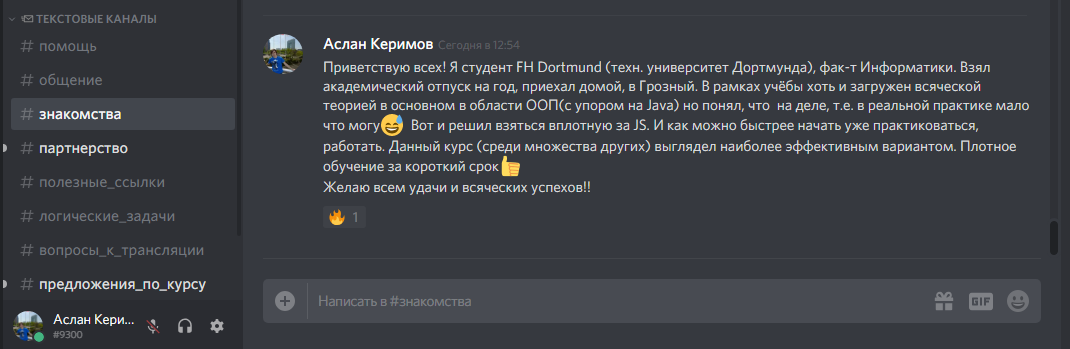 ТЕКСТОВЫЕ КАНАЛЫ
# помощь
# общение
# знакомства
# партнерство
# полезные_ссылки
# логические_задачи
# вопросы_к_трансляции
# предложения_по_курсу
Аслан Кери...
#9300
Аслан Керимов Сегодня в 12:54
Приветствую всех! Я студент FH Dortmund (техн. университет Дортмунда), фак-т Информатики. Взял
академический отпуск на год, приехал домой, в Грозный. В рамках учёбы хоть и загружен всяческой
теорией в основном в области ООП(с упором на Java) но понял, что на деле, т.е. в реальной практике мало
что могу😅 Вот и решил взяться вплотную за JS. И как можно быстрее начать уже практиковаться,
работать. Данный курс (среди множества других) выглядел наиболее эффективным вариантом. Плотное
обучение за короткий срок👍
Желаю всем удачи и всяческих успехов!!
🔥 1
Написать в #знакомства
GIF